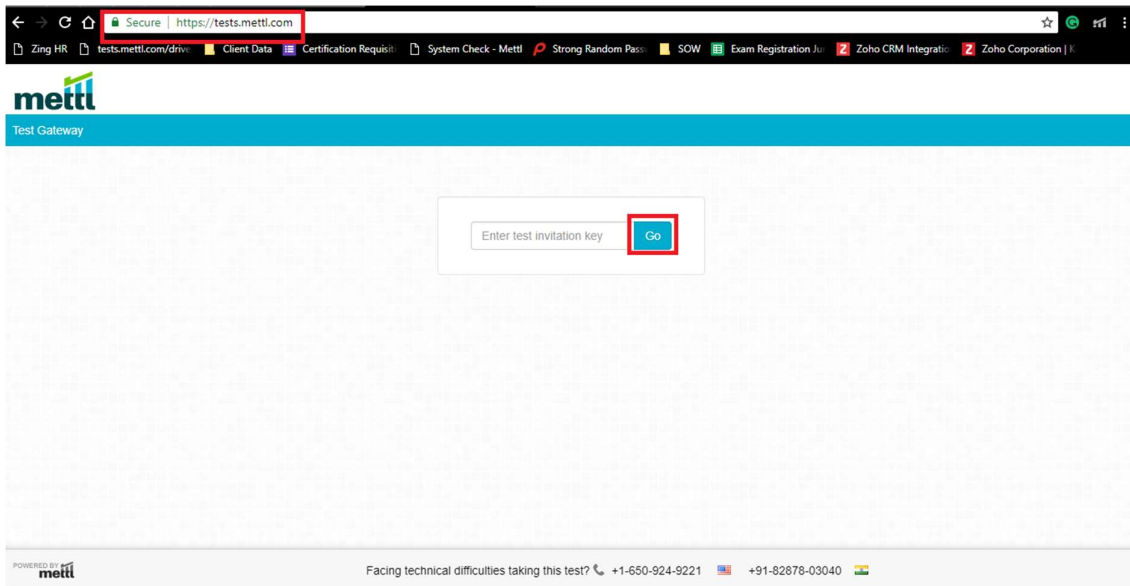 Secure | https://tests.mettl.com
Zing HR tests.mettl.com/drive Client Data Certification Requisiti System Check - Mettl Strong Random Pass SOW Exam Registration Ju Zoho CRM Integratio Zoho Corporation | K
mettl
Test Gateway
Enter test invitation key Go
POWERED BY mettl
Facing technical difficulties taking this test? +1-650-924-9221 +91-82878-03040